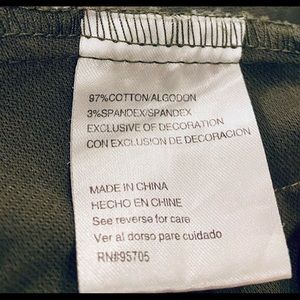 97%COTTON/ALGODON
3%SPANDEX/SPANDEX
EXCLUSIVE OF DECORATION
CON EXCLUSION DE DECORACION
MADE IN CHINA
HECHO EN CHINE
See reverse for care
Ver al dorso pare cuidado
RN#95705